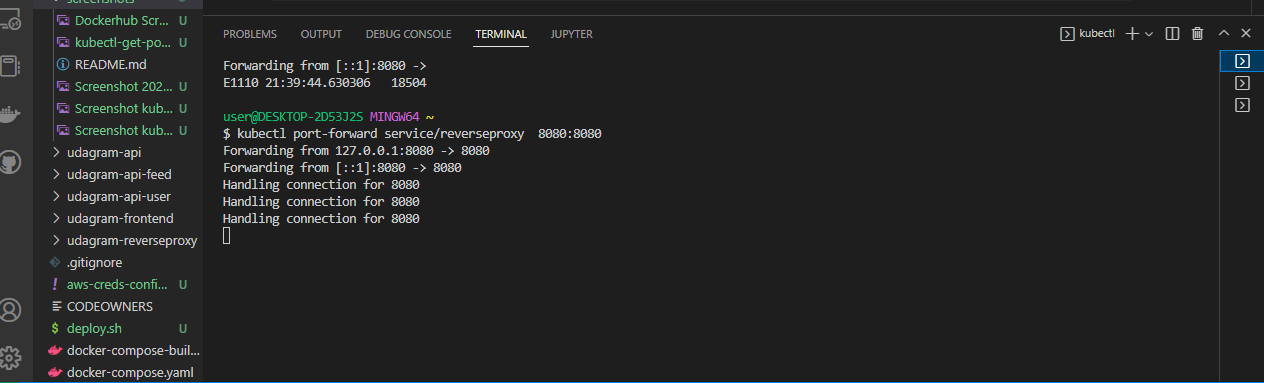 screenshots
Dockerhub Scr... U
kubectl-get-po... U
README.md
Screenshot 202... U
Screenshot kub... U
Screenshot kub... U
udagram-api
udagram-api-feed
udagram-api-user
udagram-frontend
udagram-reverseproxy
.gitignore
aws-creds-confi... U
CODEOWNERS
deploy.sh U
docker-compose-buil...
docker-compose.yaml
PROBLEMS OUTPUT DEBUG CONSOLE TERMINAL JUPYTER
kubectl
Forwarding from [::1]:8080 ->
E1110 21:39:44.630306 18504
user@DESKTOP-2D53J2S MINGW64 ~
$ kubectl port-forward service/reverseproxy 8080:8080
Forwarding from 127.0.0.1:8080 -> 8080
Forwarding from [::1]:8080 -> 8080
Handling connection for 8080
Handling connection for 8080
Handling connection for 8080